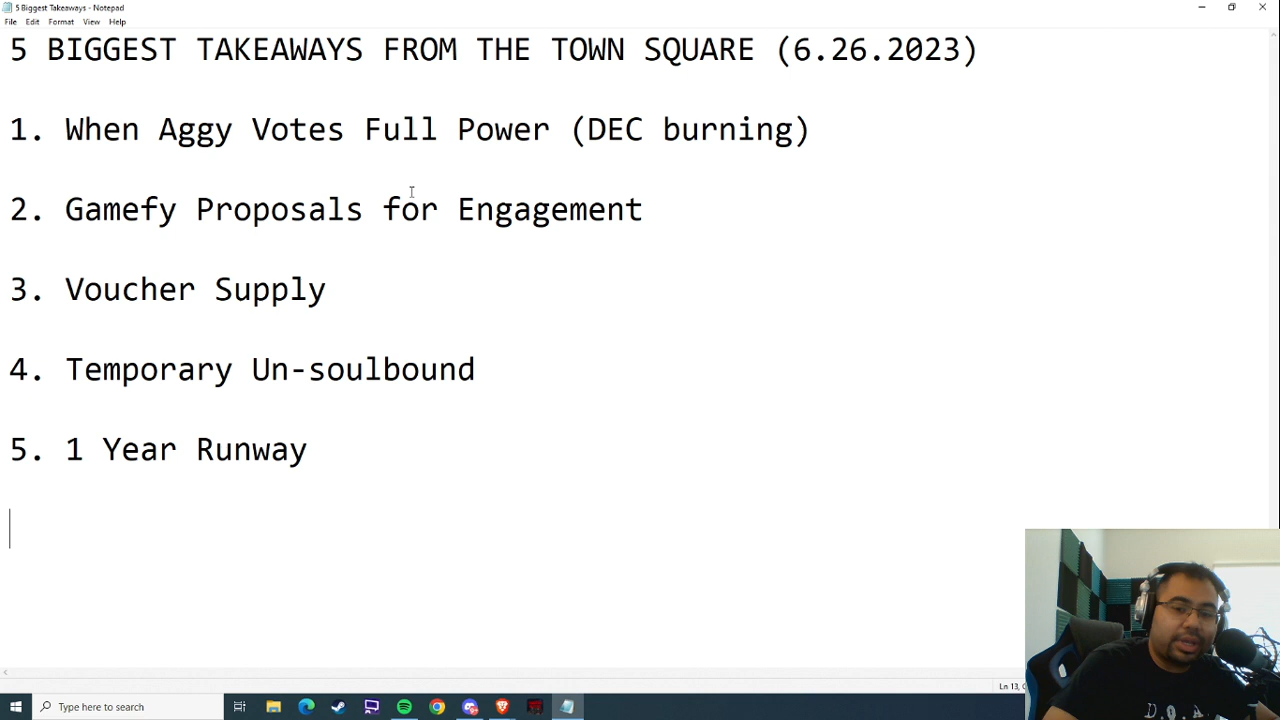 5 Biggest Takeaways - Notepad
File Edit Format View Help
5 BIGGEST TAKEAWAYS FROM THE TOWN SQUARE (6.26.2023)
1. When Aggy Votes Full Power (DEC burning)
2. Gamefy Proposals for Engagement
3. Voucher Supply
4. Temporary Un-soulbound
5. 1 Year Runway
Ln 13,
Type here to search